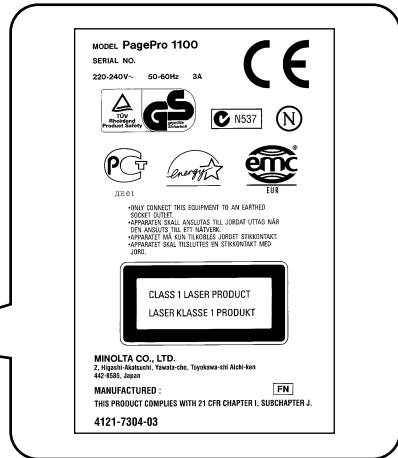 MODEL PagePro 1100
SERIAL NO.
220-240V~ 50-60Hz 3A
CE
TÜV
Rheinland
Product Safety
GS
geprüfte
Sicherheit
N537
N
РСТ
ДН01
energy
emc
®
EUR
•ONLY CONNECT THIS EQUIPMENT TO AN EARTHED
SOCKET OUTLET.
•APPARATEN SKALL ANSLUTAS TILL JORDAT UTTAG NÄR
DEN ANSLUTS TILL ETT NÄTVERK.
•APPARATET MÅ KUN TILKOBLES JORDET STIKKONTAKT.
•APPARATET SKAL TILSLUTTES EN STIKKONTAKT MED
JORD.
CLASS 1 LASER PRODUCT
LASER KLASSE 1 PRODUKT
MINOLTA CO., LTD.
2, Higashi-Akatsuchi, Yawata-cho, Toyokawa-shi Aichi-ken
442-8585, Japan
MANUFACTURED : FN
THIS PRODUCT COMPLIES WITH 21 CFR CHAPTER I, SUBCHAPTER J.
4121-7304-03